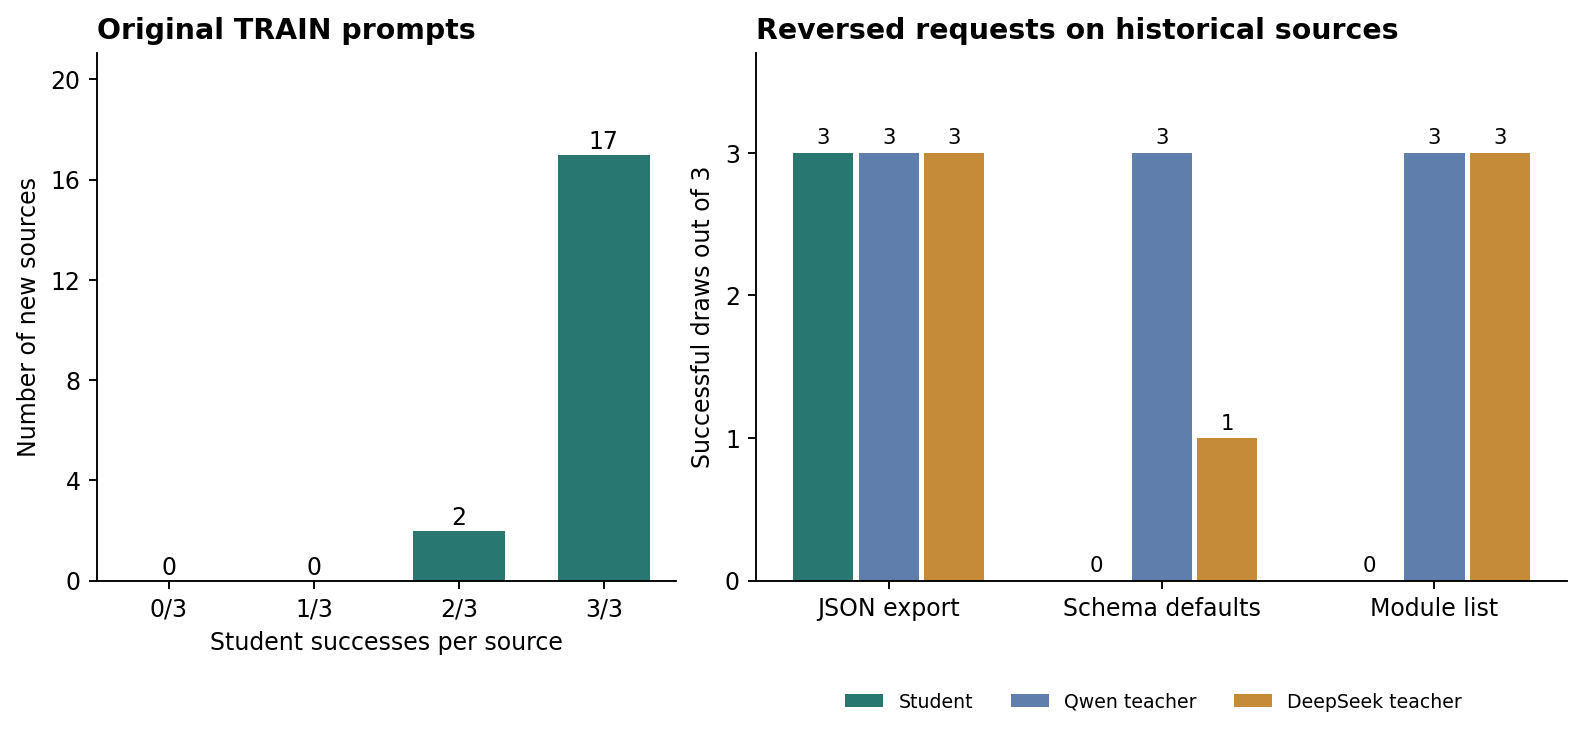 Original TRAIN prompts
Number of new sources
20
16
12
8
4
0
0
0
2
17
0/3
1/3
2/3
3/3
Student successes per source
Reversed requests on historical sources
Successful draws out of 3
3
2
1
0
3
3
3
0
3
1
0
3
3
JSON export
Schema defaults
Module list
Student
Qwen teacher
DeepSeek teacher